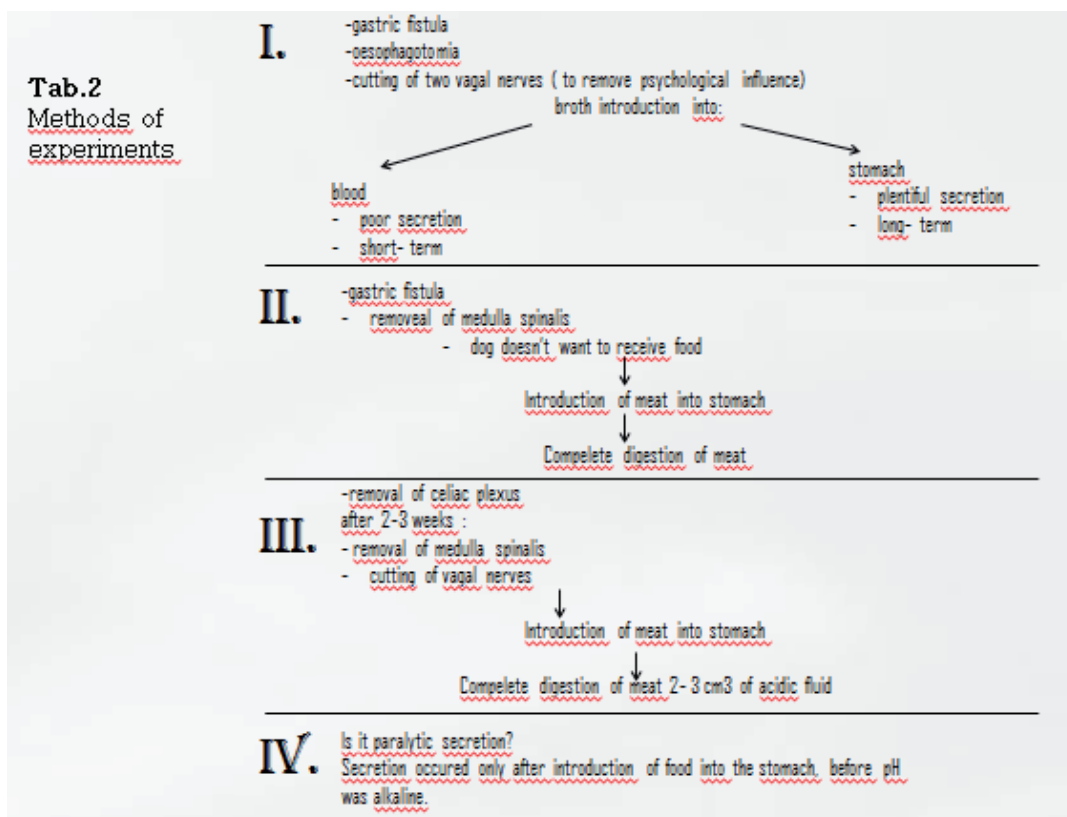 Tab.2
Methods of
experiments
I.
-gastric fistula
-oesophagotomia
-cutting of two vagal nerves ( to remove psychological influence)
broth introduction into:
blood
- poor secretion
- short- term
stomach
- plentiful secretion
- long- term
II.
-gastric fistula
- removeal of medulla spinalis
- dog doesn't want to receive food
Introduction of meat into stomach
Compelete digestion of meat
III.
-removal of celiac plexus
after 2-3 weeks :
- removal of medulla spinalis
- cutting of vagal nerves
Introduction of meat into stomach
Compelete digestion of meat 2- 3 cm3 of acidic fluid
IV.
Is it paralytic secretion?
Secretion occured only after introduction of food into the stomach, before pH
was alkaline.